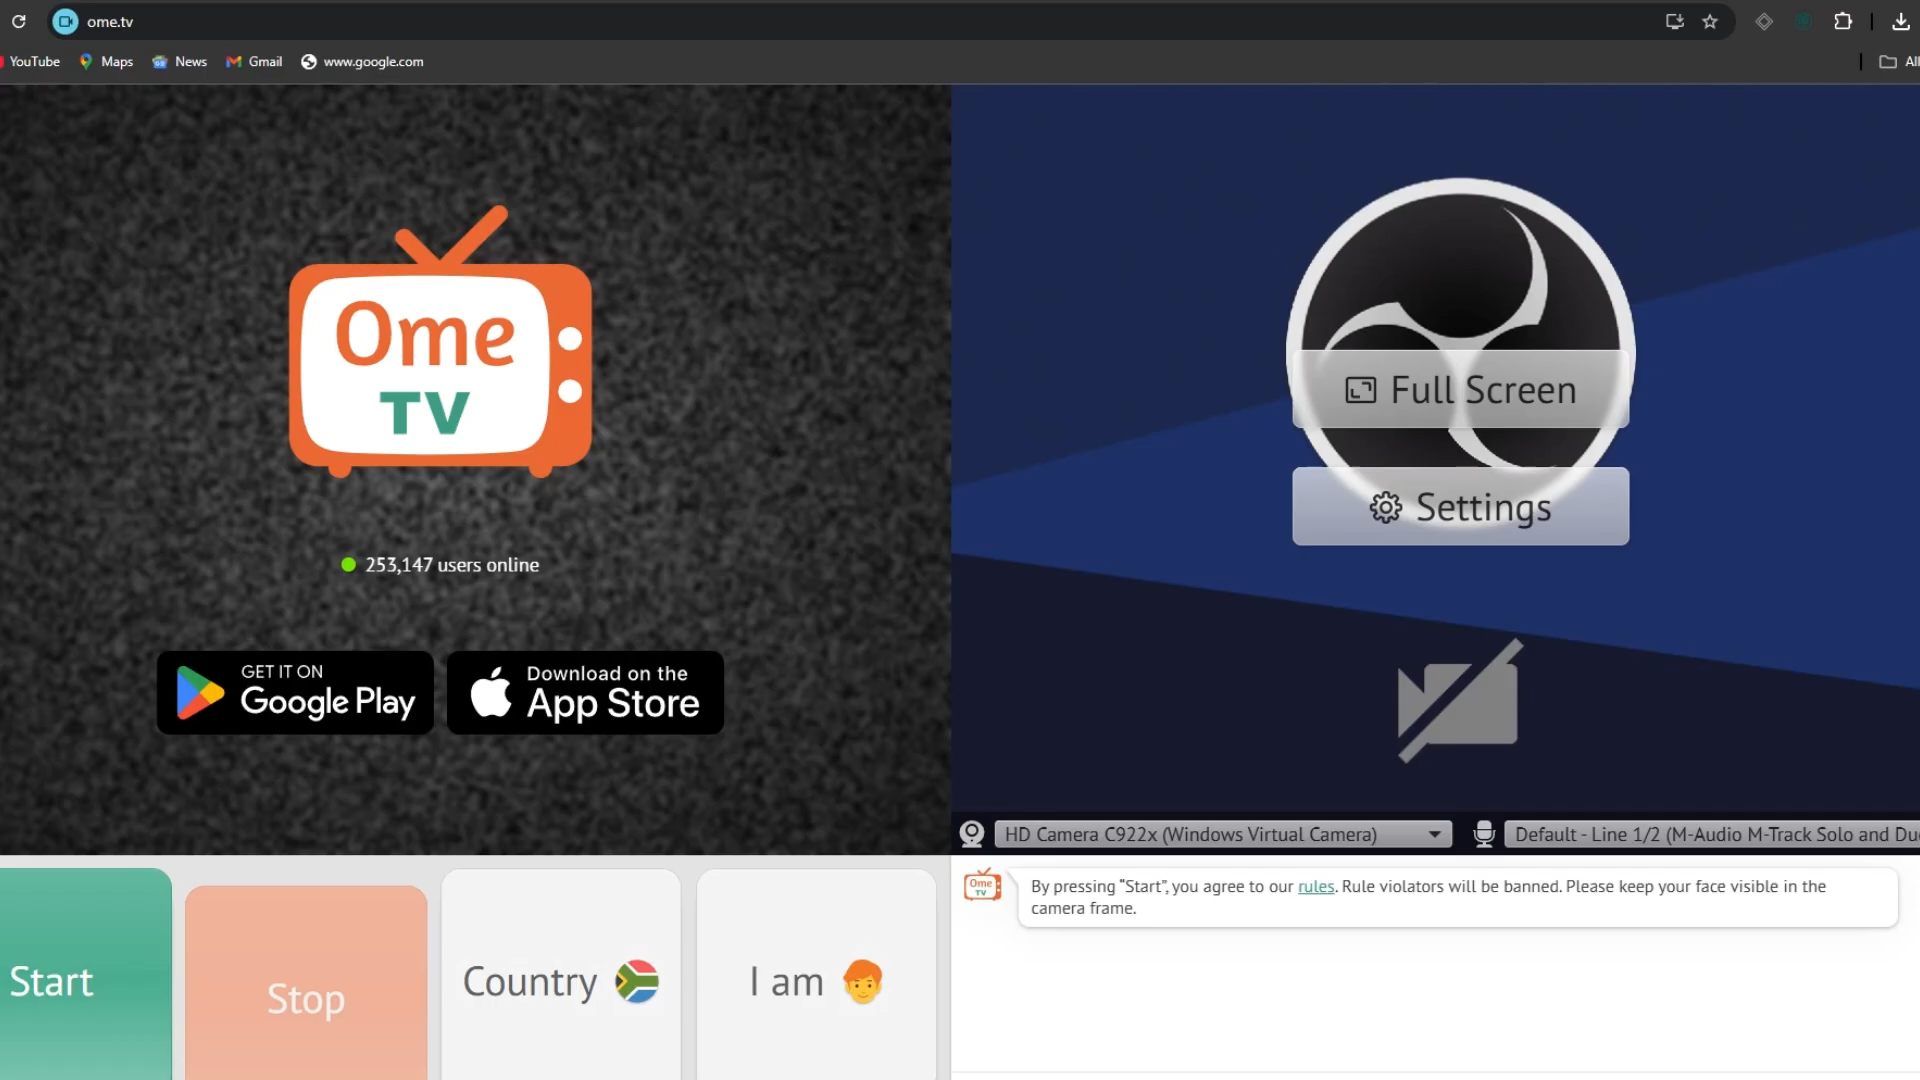 ome.tv
YouTube
Maps
News
Gmail
www.google.com
All
Ome
TV
253,147 users online
GET IT ON
Google Play
Download on the
App Store
Full Screen
Settings
HD Camera C922x (Windows Virtual Camera)
Default - Line 1/2 (M-Audio M-Track Solo and Du
Ome
TV
By pressing “Start”, you agree to our rules. Rule violators will be banned. Please keep your face visible in the
camera frame.
Start
Stop
Country
I am